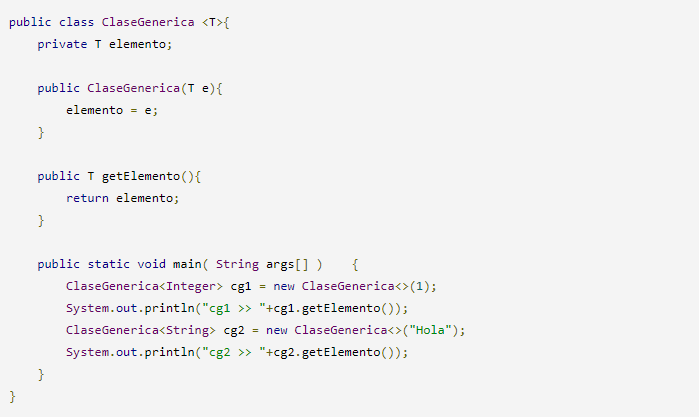 public class ClaseGenerica <T>{
    private T elemento;

    public ClaseGenerica(T e){
        elemento = e;
    }

    public T getElemento(){
        return elemento;
    }

    public static void main( String args[] )    {
        ClaseGenerica<Integer> cg1 = new ClaseGenerica<>(1);
        System.out.println("cg1 >> "+cg1.getElemento());
        ClaseGenerica<String> cg2 = new ClaseGenerica<>("Hola");
        System.out.println("cg2 >> "+cg2.getElemento());
    }
}